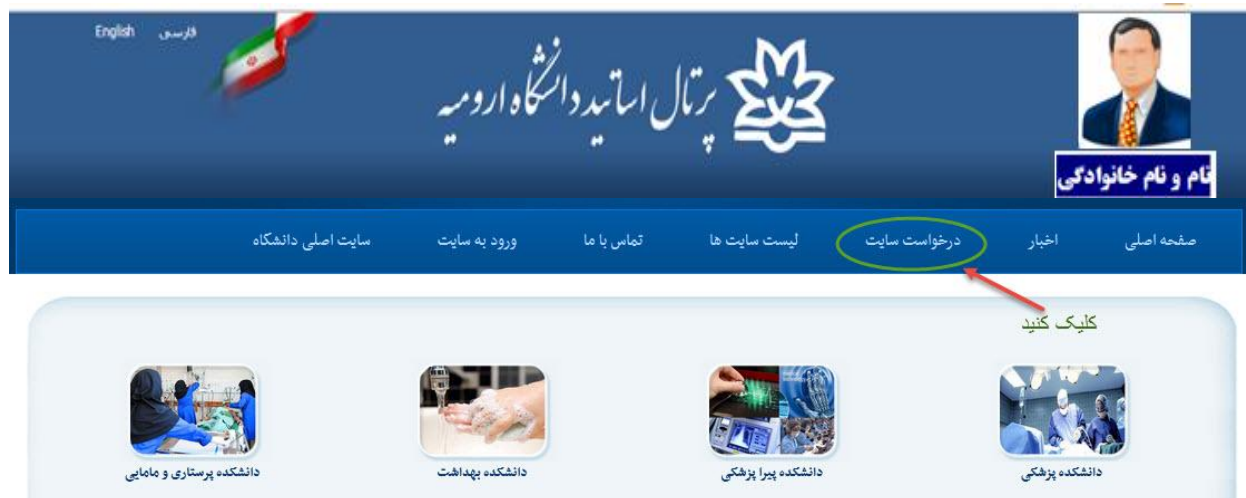 فارسی English
پرتال اساتید دانشگاه ارومیه
نام و نام خانوادگی
صفحه اصلی اخبار درخواست سایت لیست سایت ها تماس با ما ورود به سایت سایت اصلی دانشگاه
کلیک کنید
دانشکده پزشکی دانشکده پیرا پزشکی دانشکده بهداشت دانشکده پرستاری و مامایی